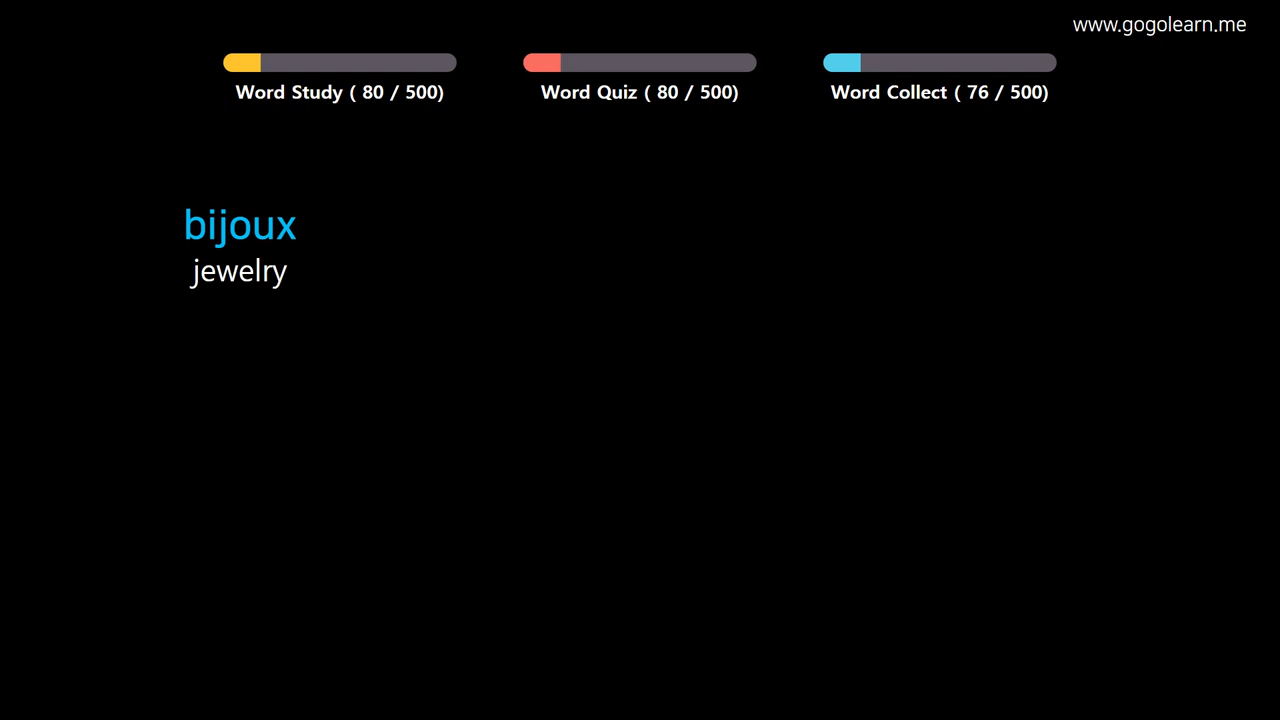 www.gogolearn.me
Word Study ( 80 / 500)
Word Quiz ( 80 / 500)
Word Collect ( 76 / 500)
bijoux
jewelry